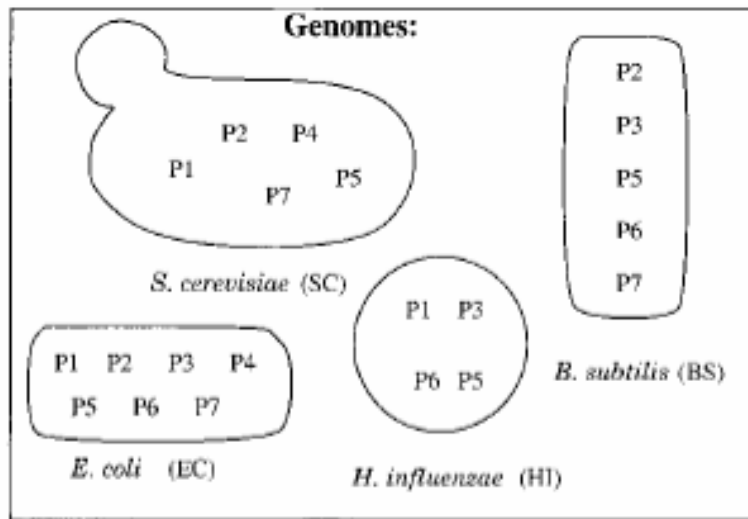 Genomes:
P2 P4
P1
P7
P5
S. cerevisiae (SC)
P2
P3
P5
P6
P7
B. subtilis (BS)
P1 P2 P3 P4
P5 P6 P7
E. coli (EC)
P1 P3
P6 P5
H. influenzae (HI)